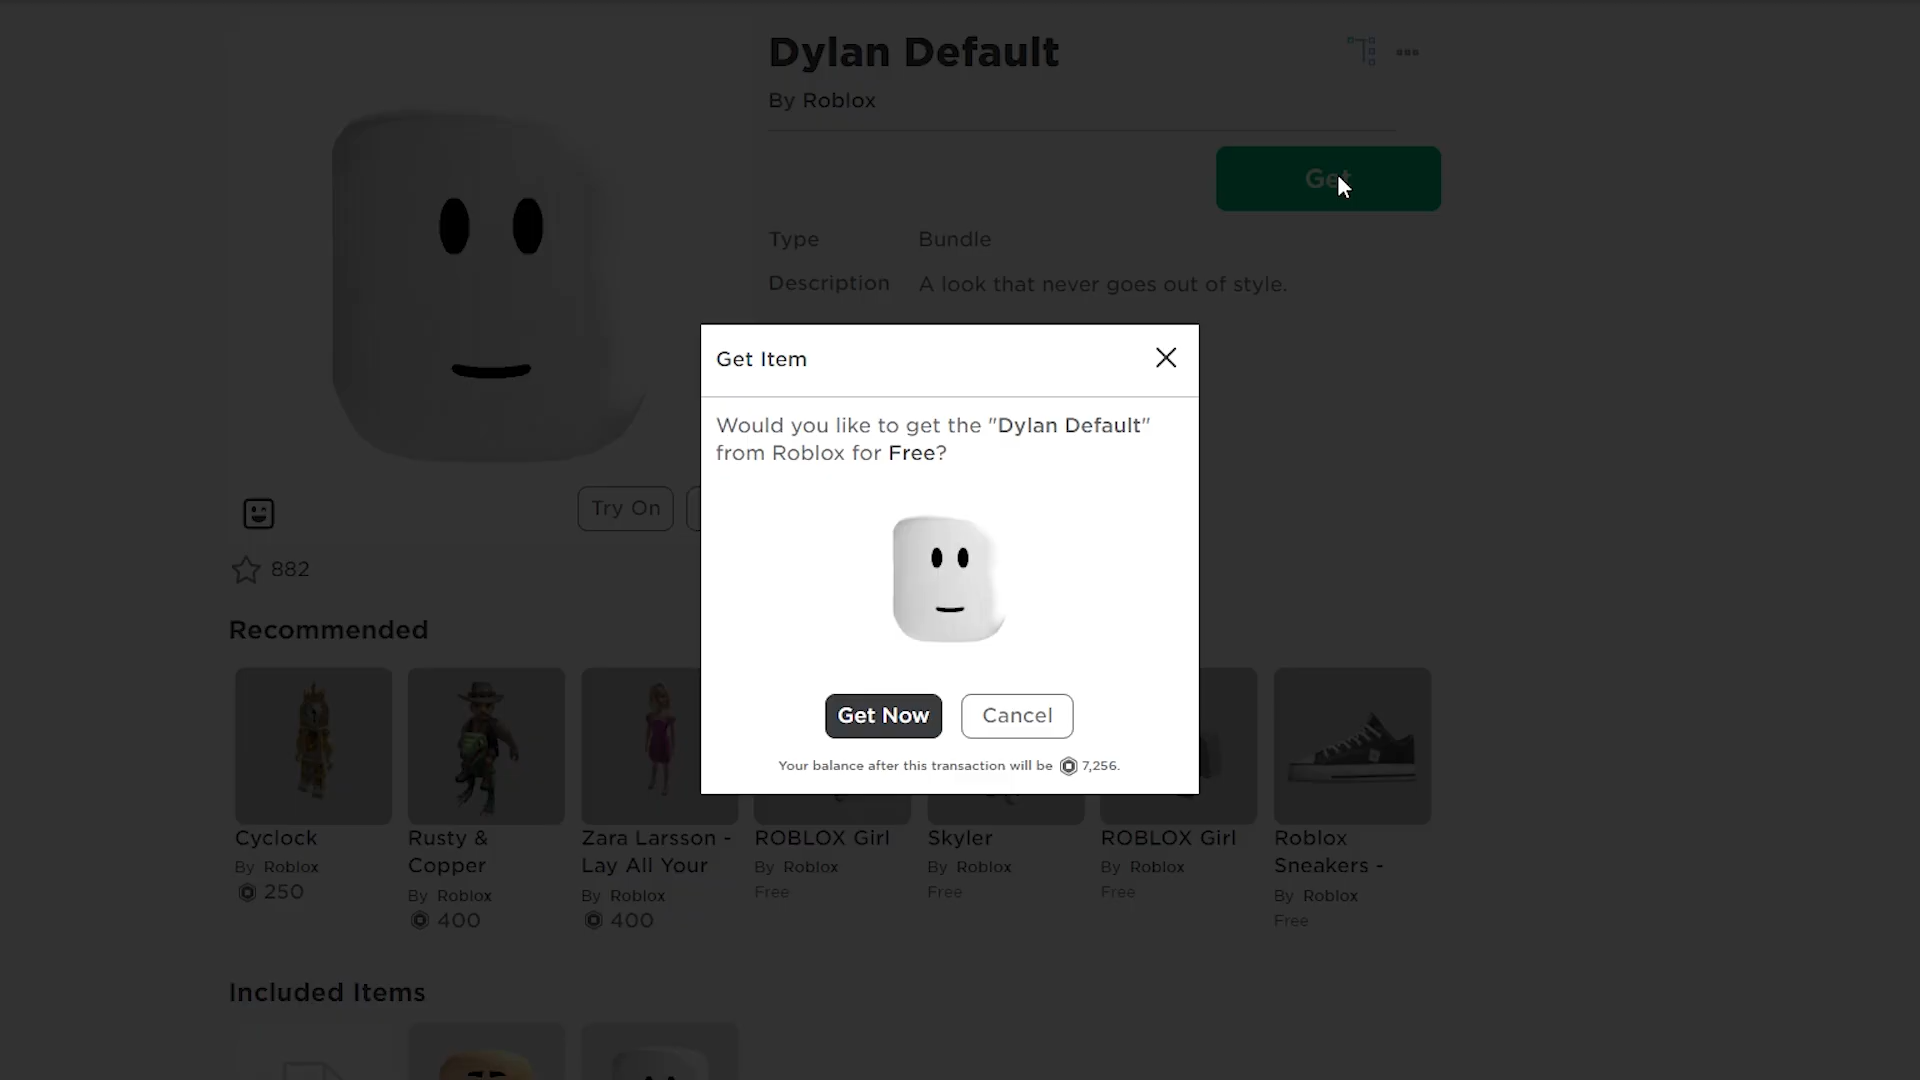 Dylan Default
By Roblox
Get
Type Bundle
Description A look that never goes out of style.
Get Item
Would you like to get the "Dylan Default"
from Roblox for Free?
Get Now
Cancel
Your balance after this transaction will be 7,256.
Try On
882
Recommended
Cyclock
By Roblox
250
Rusty &
Copper
By Roblox
400
Zara Larsson -
Lay All Your
By Roblox
400
ROBLOX Girl
By Roblox
Free
Skyler
By Roblox
Free
ROBLOX Girl
By Roblox
Free
Roblox
Sneakers -
By Roblox
Free
Included Items